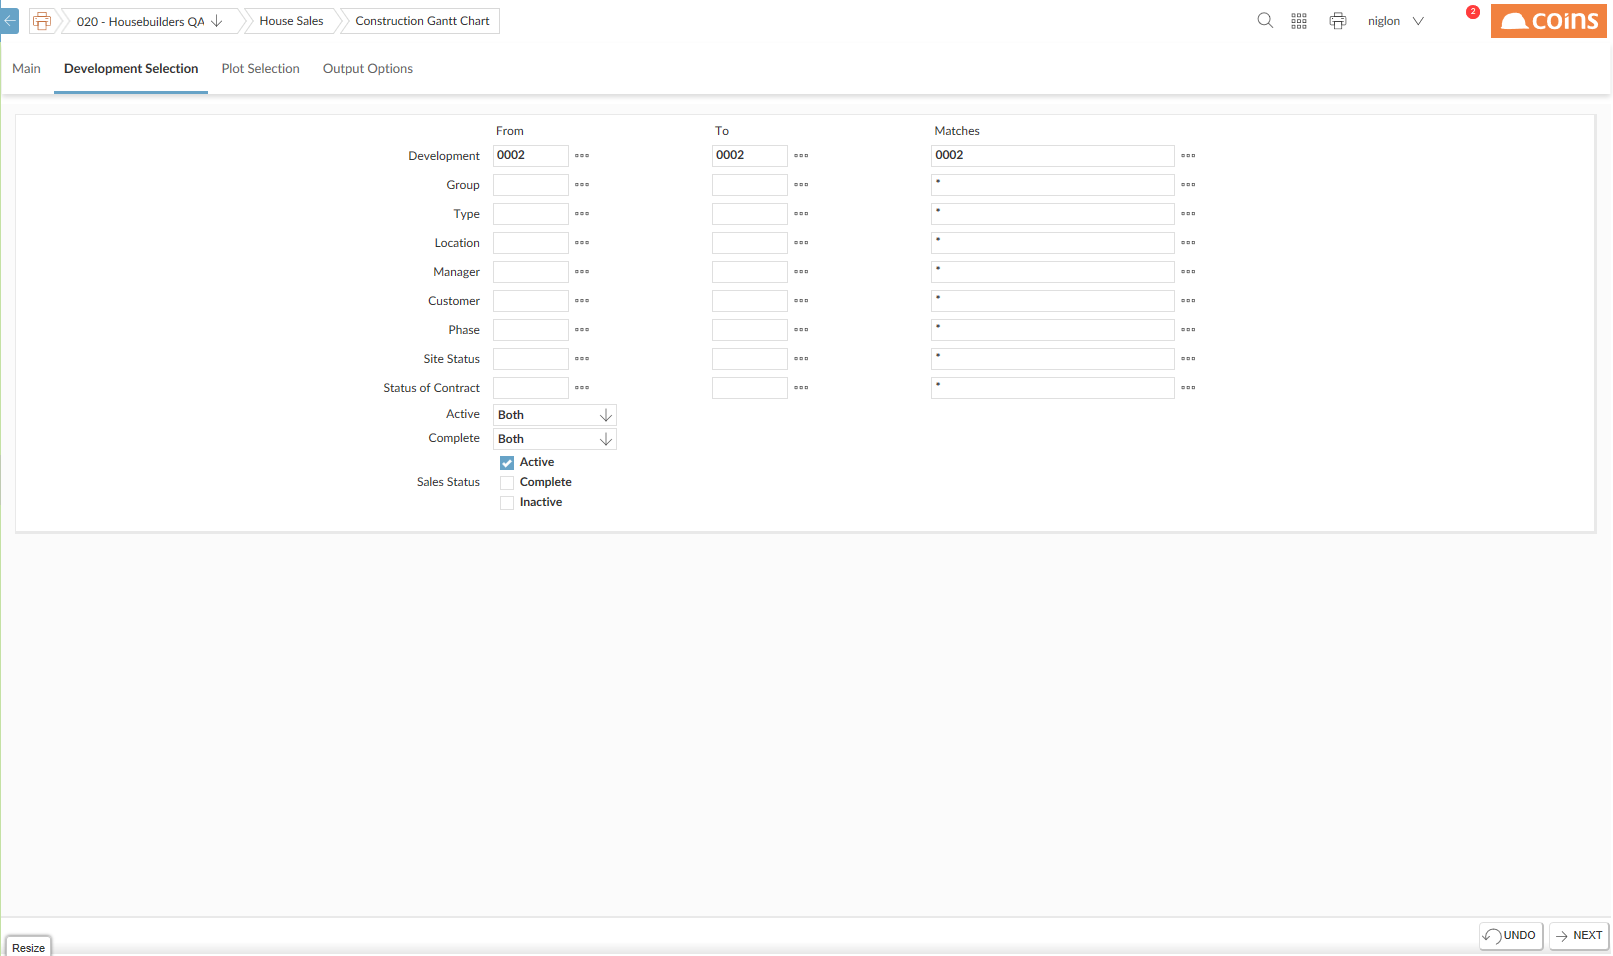 020 - Housebuilders QA House Sales Construction Gantt Chart niglon 2 coins
Main Development Selection Plot Selection Output Options
From To Matches
Development 0002 0002 0002
Group *
Type *
Location *
Manager *
Customer *
Phase *
Site Status *
Status of Contract *
Active Both
Complete Both
Active
Sales Status Complete
Inactive
UNDO NEXT
Resize